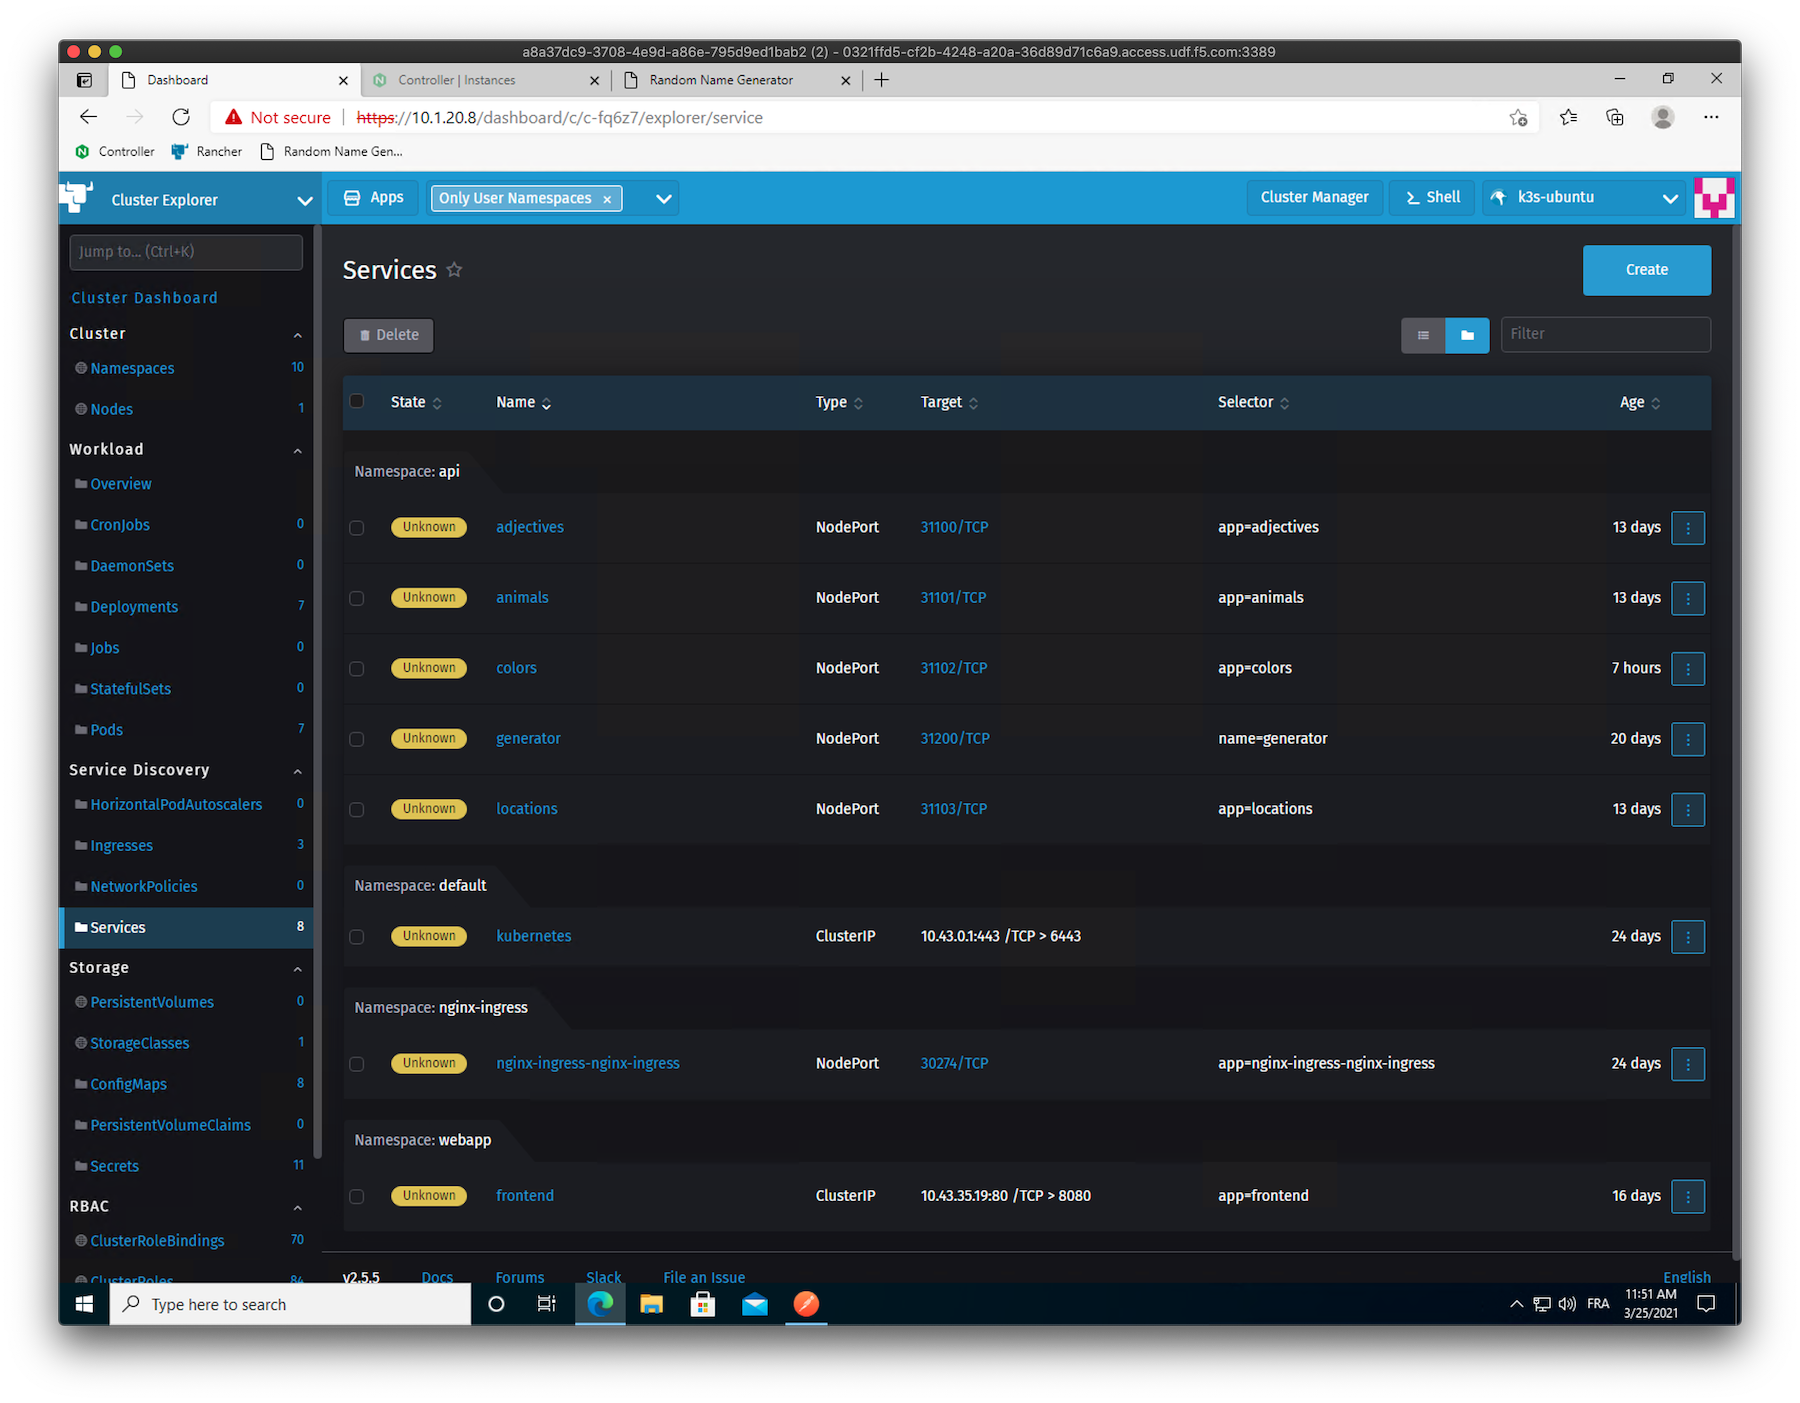 a8a37dc9-3708-4e9d-a86e-795d9ed1bab2 (2) - 0321ffd5-cf2b-4248-a20a-36d89d71c6a9.access.udf.f5.com:3389
Dashboard
Controller | Instances
Random Name Generator
Not secure https://10.1.20.8/dashboard/c/c-fq6z7/explorer/service
Controller Rancher Random Name Gen...
Cluster Explorer
Apps
Only User Namespaces
Cluster Manager
Shell
k3s-ubuntu
Jump to... (Ctrl+K)
Cluster Dashboard
Cluster
Namespaces 10
Nodes 1
Workload
Overview
CronJobs 0
DaemonSets 0
Deployments 7
Jobs 0
StatefulSets 0
Pods 7
Service Discovery
HorizontalPodAutoscalers 0
Ingresses 3
NetworkPolicies 0
Services 8
Storage
PersistentVolumes 0
StorageClasses 1
ConfigMaps 8
PersistentVolumeClaims 0
Secrets 11
RBAC
ClusterRoleBindings 70
ClusterRoles 84
Services
Create
Delete
Filter
State Name Type Target Selector Age
Namespace: api
Unknown adjectives NodePort 31100/TCP app=adjectives 13 days
Unknown animals NodePort 31101/TCP app=animals 13 days
Unknown colors NodePort 31102/TCP app=colors 7 hours
Unknown generator NodePort 31200/TCP name=generator 20 days
Unknown locations NodePort 31103/TCP app=locations 13 days
Namespace: default
Unknown kubernetes ClusterIP 10.43.0.1:443 /TCP > 6443 24 days
Namespace: nginx-ingress
Unknown nginx-ingress-nginx-ingress NodePort 30274/TCP app=nginx-ingress-nginx-ingress 24 days
Namespace: webapp
Unknown frontend ClusterIP 10.43.35.19:80 /TCP > 8080 app=frontend 16 days
v2.5.5 Docs Forums Slack File an Issue English
Type here to search
FRA
11:51 AM
3/25/2021